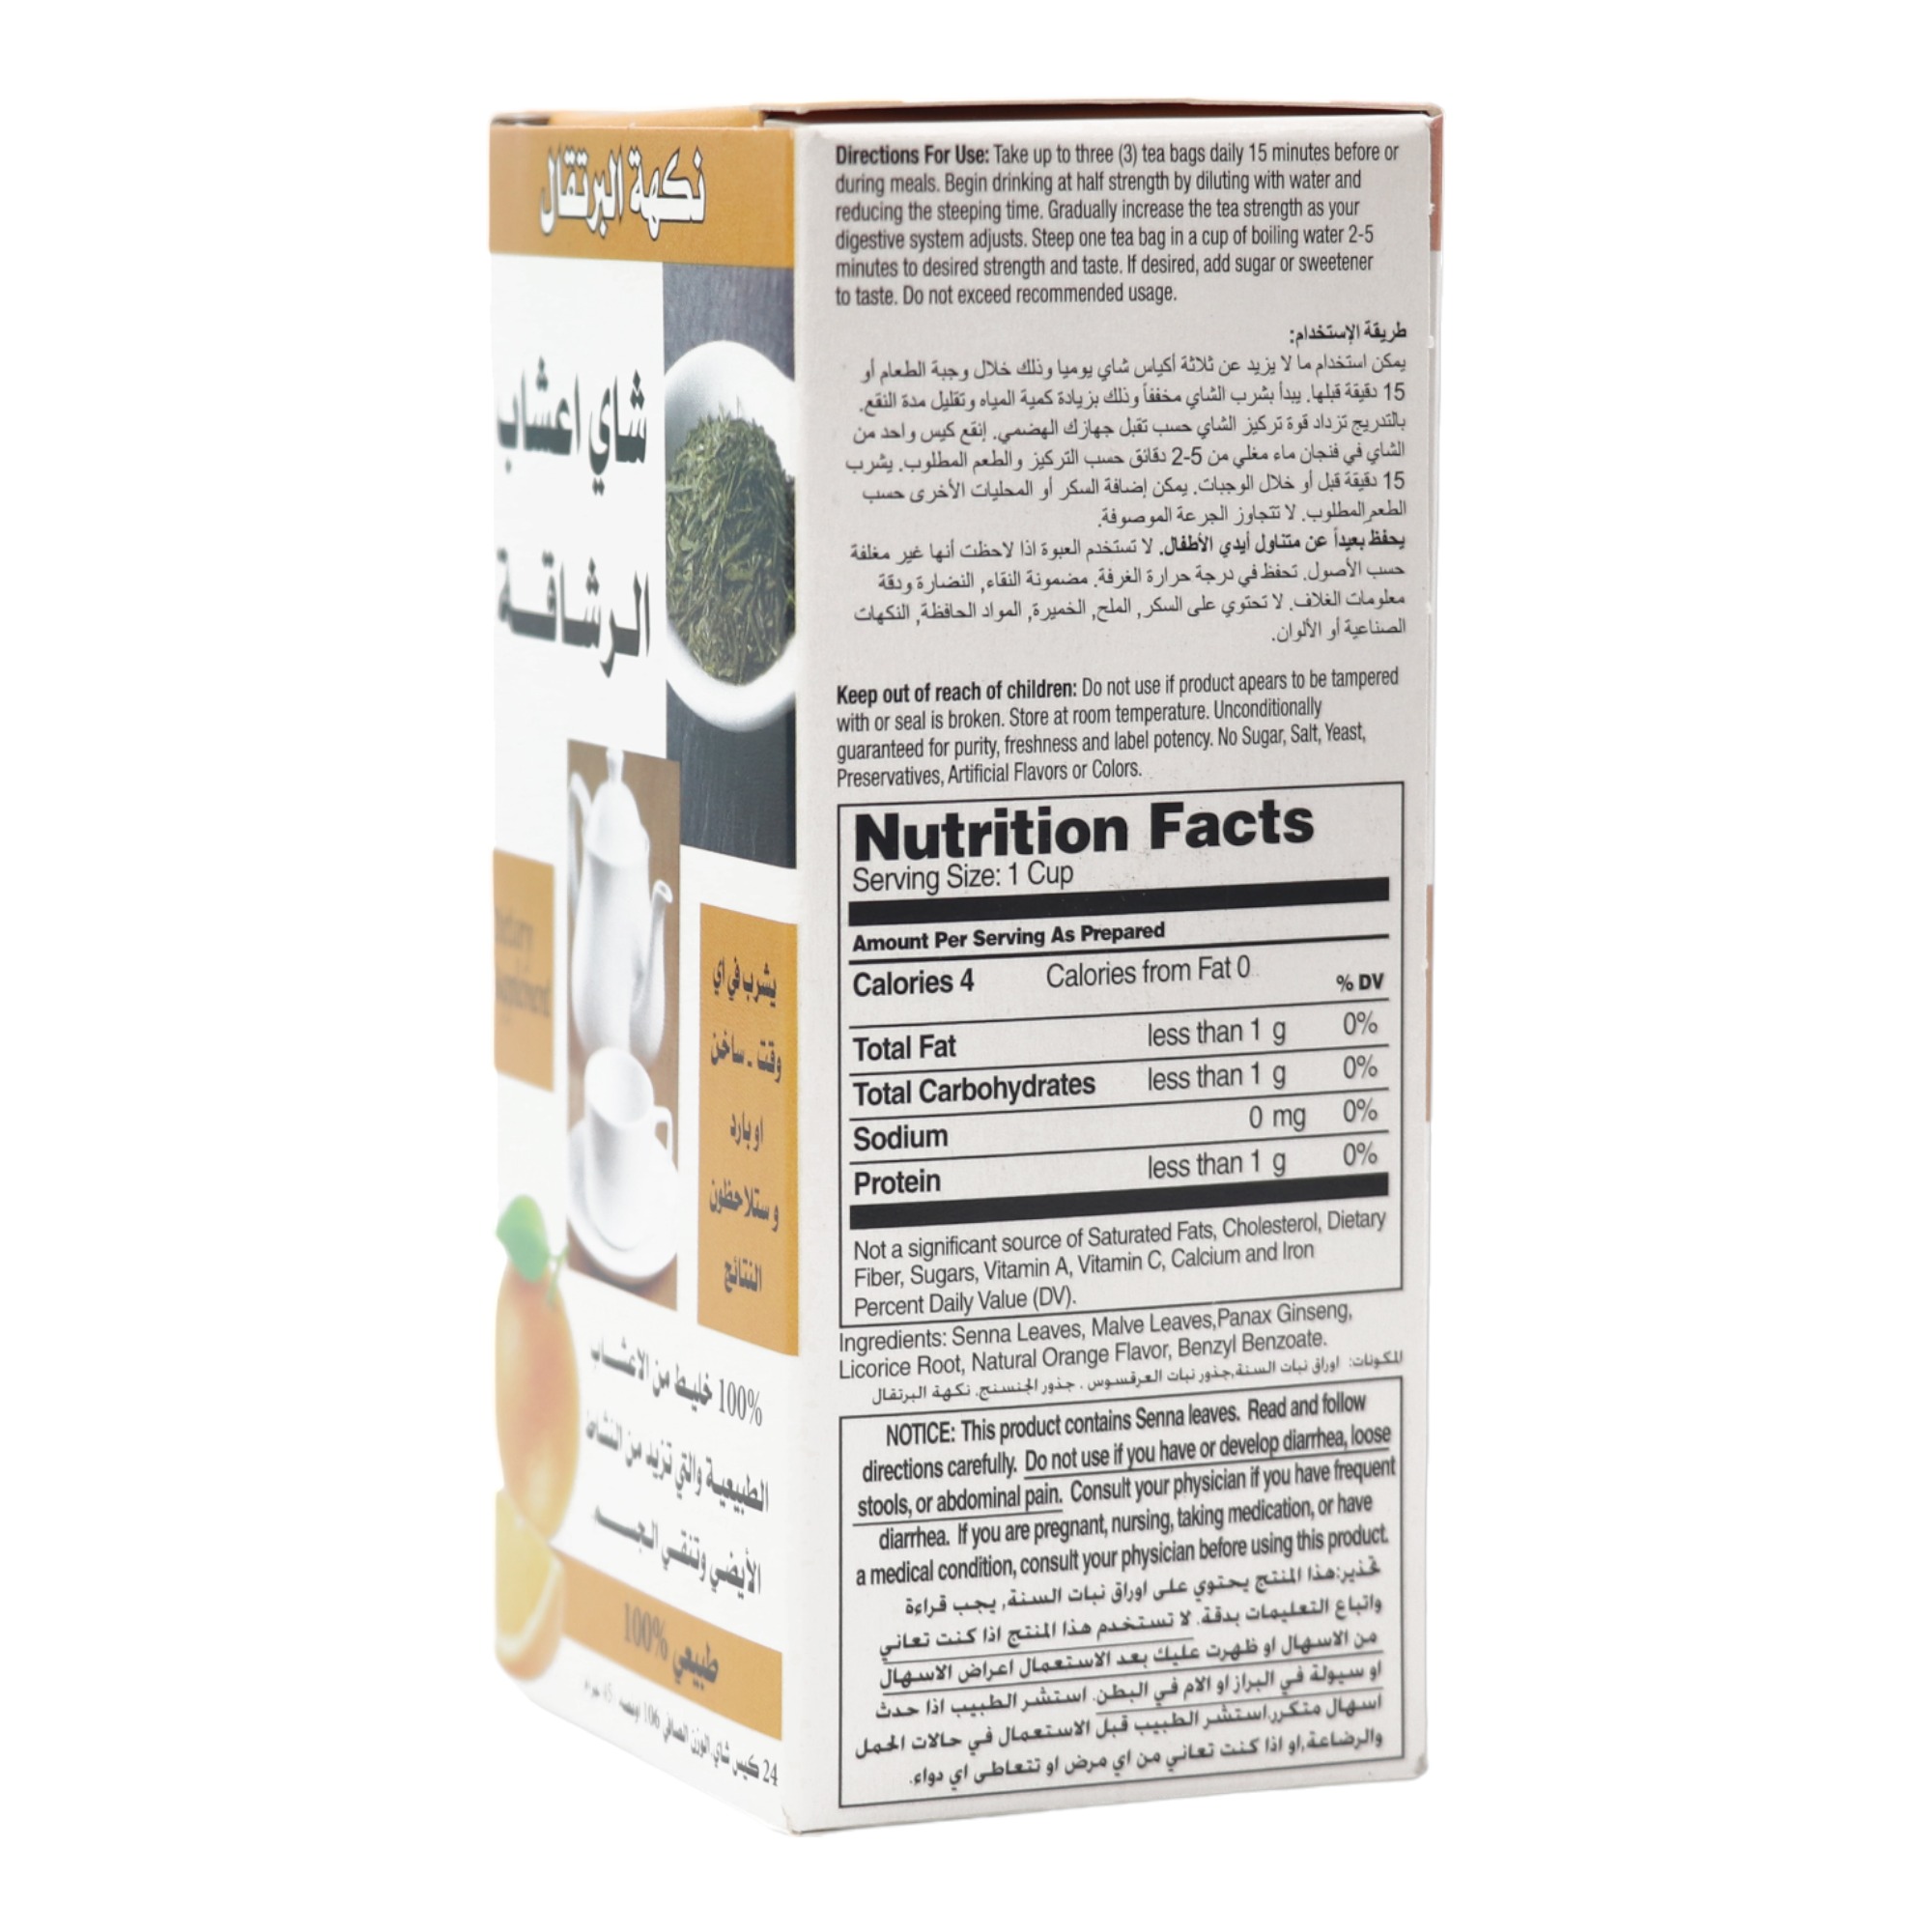 نكهة البرتقال
شاي اعشاب
الرشاقة
يشرب في اي
وقت - ساخن
او بارد
و ستلاحظون
النتائج
100% خليط من الاعشاب
الطبيعية والتي تزيد من النشاط
الأيضي وتنقي الجسم
طبيعي 100%
24 كيس شاي الوزن الصافي 106 اونصة
Directions For Use: Take up to three (3) tea bags daily 15 minutes before or
during meals. Begin drinking at half strength by diluting with water and
reducing the steeping time. Gradually increase the tea strength as your
digestive system adjusts. Steep one tea bag in a cup of boiling water 2-5
minutes to desired strength and taste. If desired, add sugar or sweetener
to taste. Do not exceed recommended usage.
طريقة الإستخدام:
يمكن استخدام ما لا يزيد عن ثلاثة أكياس شاي يوميا وذلك خلال وجبة الطعام أو
15 دقيقة قبلها. يبدأ بشرب الشاي مخففاً وذلك بزيادة كمية المياه وتقليل مدة النقع.
بالتدريج تزداد قوة تركيز الشاي حسب تقبل جهازك الهضمي. إنقع كيس واحد من
الشاي في فنجان ماء مغلي من 5-2 دقائق حسب التركيز والطعم المطلوب. يشرب
15 دقيقة قبل أو خلال الوجبات. يمكن إضافة السكر أو المحليات الأخرى حسب
الطعم المطلوب. لا تتجاوز الجرعة الموصوفة.
يحفظ بعيداً عن متناول أيدي الأطفال. لا تستخدم العبوة اذا لاحظت أنها غير مغلفة
حسب الأصول. تحفظ في درجة حرارة الغرفة. مضمونة النقاء, النضارة ودقة
معلومات الغلاف. لا تحتوي على السكر, الملح, الخميرة, المواد الحافظة, النكهات
الصناعية أو الألوان.
Keep out of reach of children: Do not use if product apears to be tampered
with or seal is broken. Store at room temperature. Unconditionally
guaranteed for purity, freshness and label potency. No Sugar, Salt, Yeast,
Preservatives, Artificial Flavors or Colors.
Nutrition Facts
Serving Size: 1 Cup
Amount Per Serving As Prepared
Calories 4 Calories from Fat 0
% DV
Total Fat less than 1 g 0%
Total Carbohydrates less than 1 g 0%
Sodium 0 mg 0%
Protein less than 1 g 0%
Not a significant source of Saturated Fats, Cholesterol, Dietary
Fiber, Sugars, Vitamin A, Vitamin C, Calcium and Iron
Percent Daily Value (DV).
Ingredients: Senna Leaves, Malve Leaves,Panax Ginseng,
Licorice Root, Natural Orange Flavor, Benzyl Benzoate.
المكونات: اوراق نبات السنة,جذور نبات العرقسوس , جذور الجنسنج, نكهة البرتقال
NOTICE: This product contains Senna leaves. Read and follow
directions carefully. Do not use if you have or develop diarrhea, loose
stools, or abdominal pain. Consult your physician if you have frequent
diarrhea. If you are pregnant, nursing, taking medication, or have
a medical condition, consult your physician before using this product.
تحذير:هذا المنتج يحتوي على اوراق نبات السنة, يجب قراءة
واتباع التعليمات بدقة. لا تستخدم هذا المنتج اذا كنت تعاني
من الاسهال او ظهرت عليك بعد الاستعمال اعراض الاسهال
او سيولة في البراز او الام في البطن. استشر الطبيب اذا حدث
اسهال متكرر.استشر الطبيب قبل الاستعمال في حالات الحمل
والرضاعة,او اذا كنت تعاني من اي مرض او تتعاطى اي دواء.